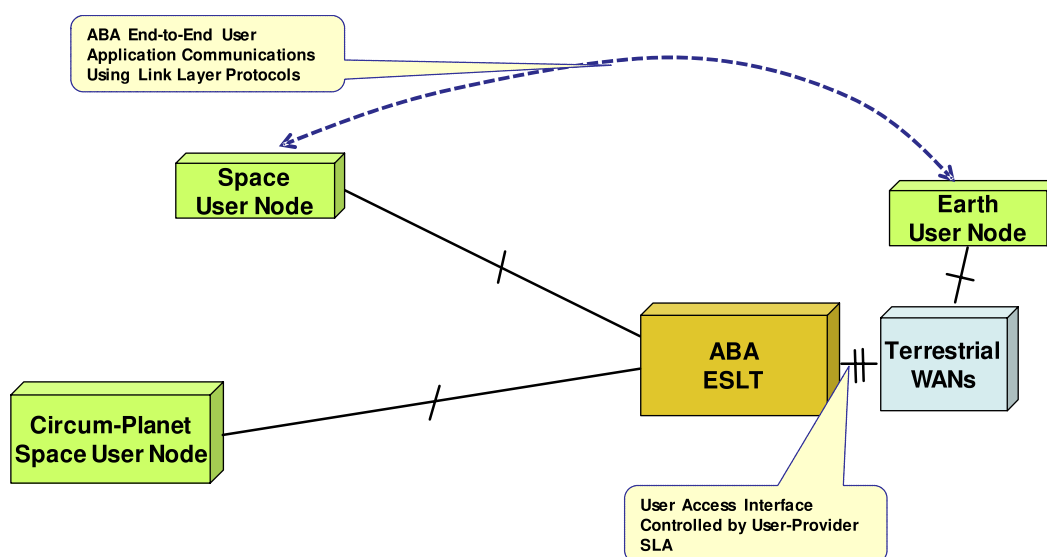 ABA End-to-End User
Application Communications
Using Link Layer Protocols
Space
User Node
Earth
User Node
ABA
ESLT
Terrestrial
WANs
Circum-Planet
Space User Node
User Access Interface
Controlled by User-Provider
SLA